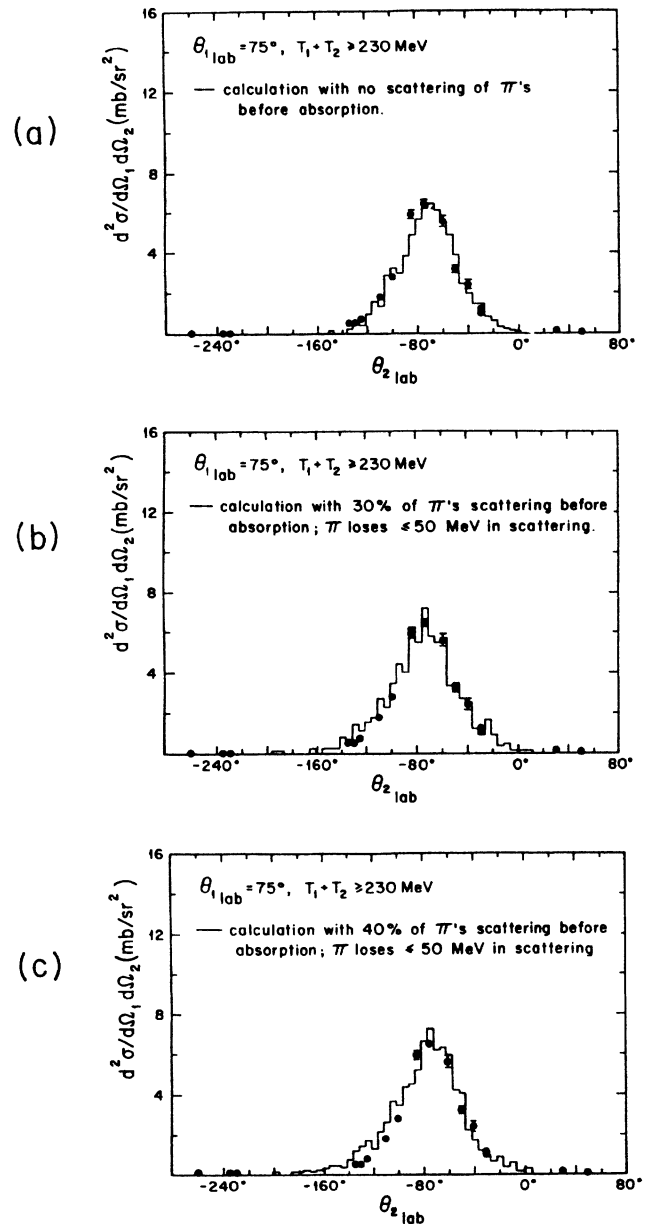 (a)
16
12
8
4
d²σ/dΩ₁ dΩ₂ (mb/sr²)
θ₁ lab = 75°, T₁ + T₂ ≥ 230 MeV
— calculation with no scattering of π's
before absorption.
-240° -160° -80° 0° 80°
θ₂ lab
(b)
16
12
8
4
d²σ/dΩ₁ dΩ₂ (mb/sr²)
θ₁ lab = 75°, T₁ + T₂ ≥ 230 MeV
— calculation with 30% of π's scattering before
absorption; π loses ≤ 50 MeV in scattering.
-240° -160° -80° 0° 80°
θ₂ lab
(c)
16
12
8
4
d²σ/dΩ₁ dΩ₂ (mb/sr²)
θ₁ lab = 75°, T₁ + T₂ ≥ 230 MeV
— calculation with 40% of π's scattering before
absorption; π loses ≤ 50 MeV in scattering
-240° -160° -80° 0° 80°
θ₂ lab